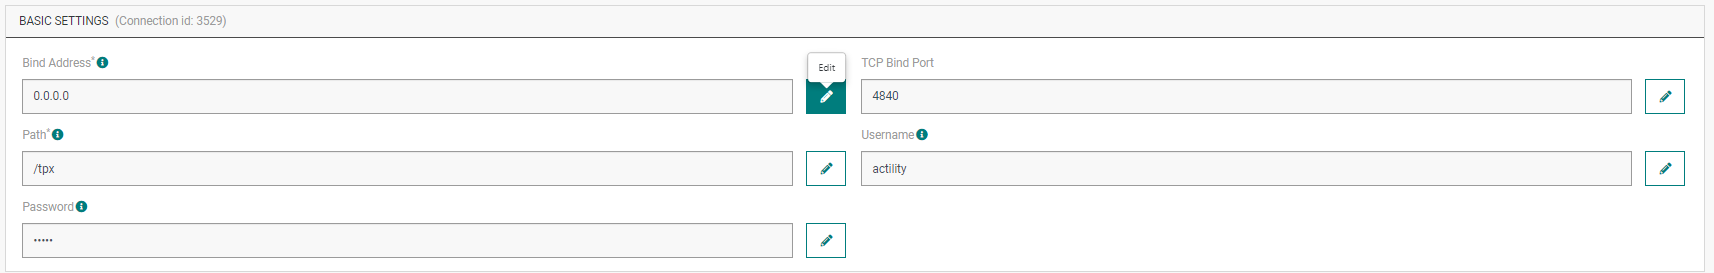 BASIC SETTINGS (Connection id: 3529)
Bind Address*
Edit
TCP Bind Port
0.0.0.0
4840
Path*
Username
/tpx
actility
Password
•••••